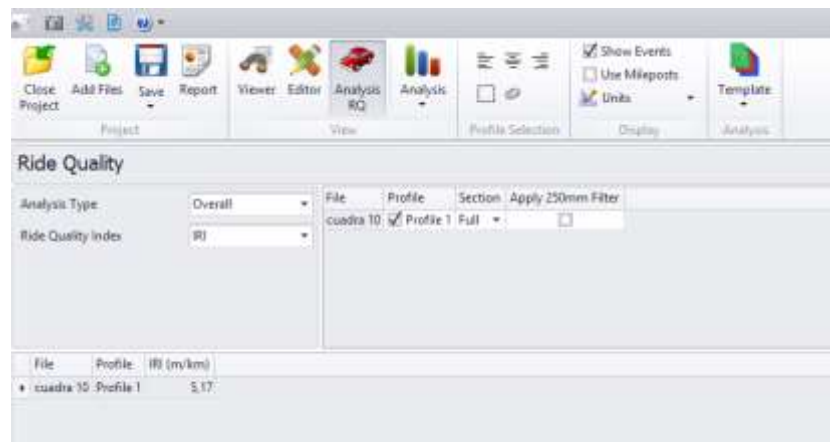 Show Events
Use Mileposts
Units
Close Project
Add Files
Save
Report
Viewer
Editor
Analysis RQ
Analysis
Template
Project
View
Profile Selection
Display
Analysis
Ride Quality
Analysis Type Overall
Ride Quality Index IRI
File Profile Section Apply 250mm Filter
cuadra 10 Profile 1 Full
File Profile IRI (m/km)
cuadra 10 Profile 1 5,17